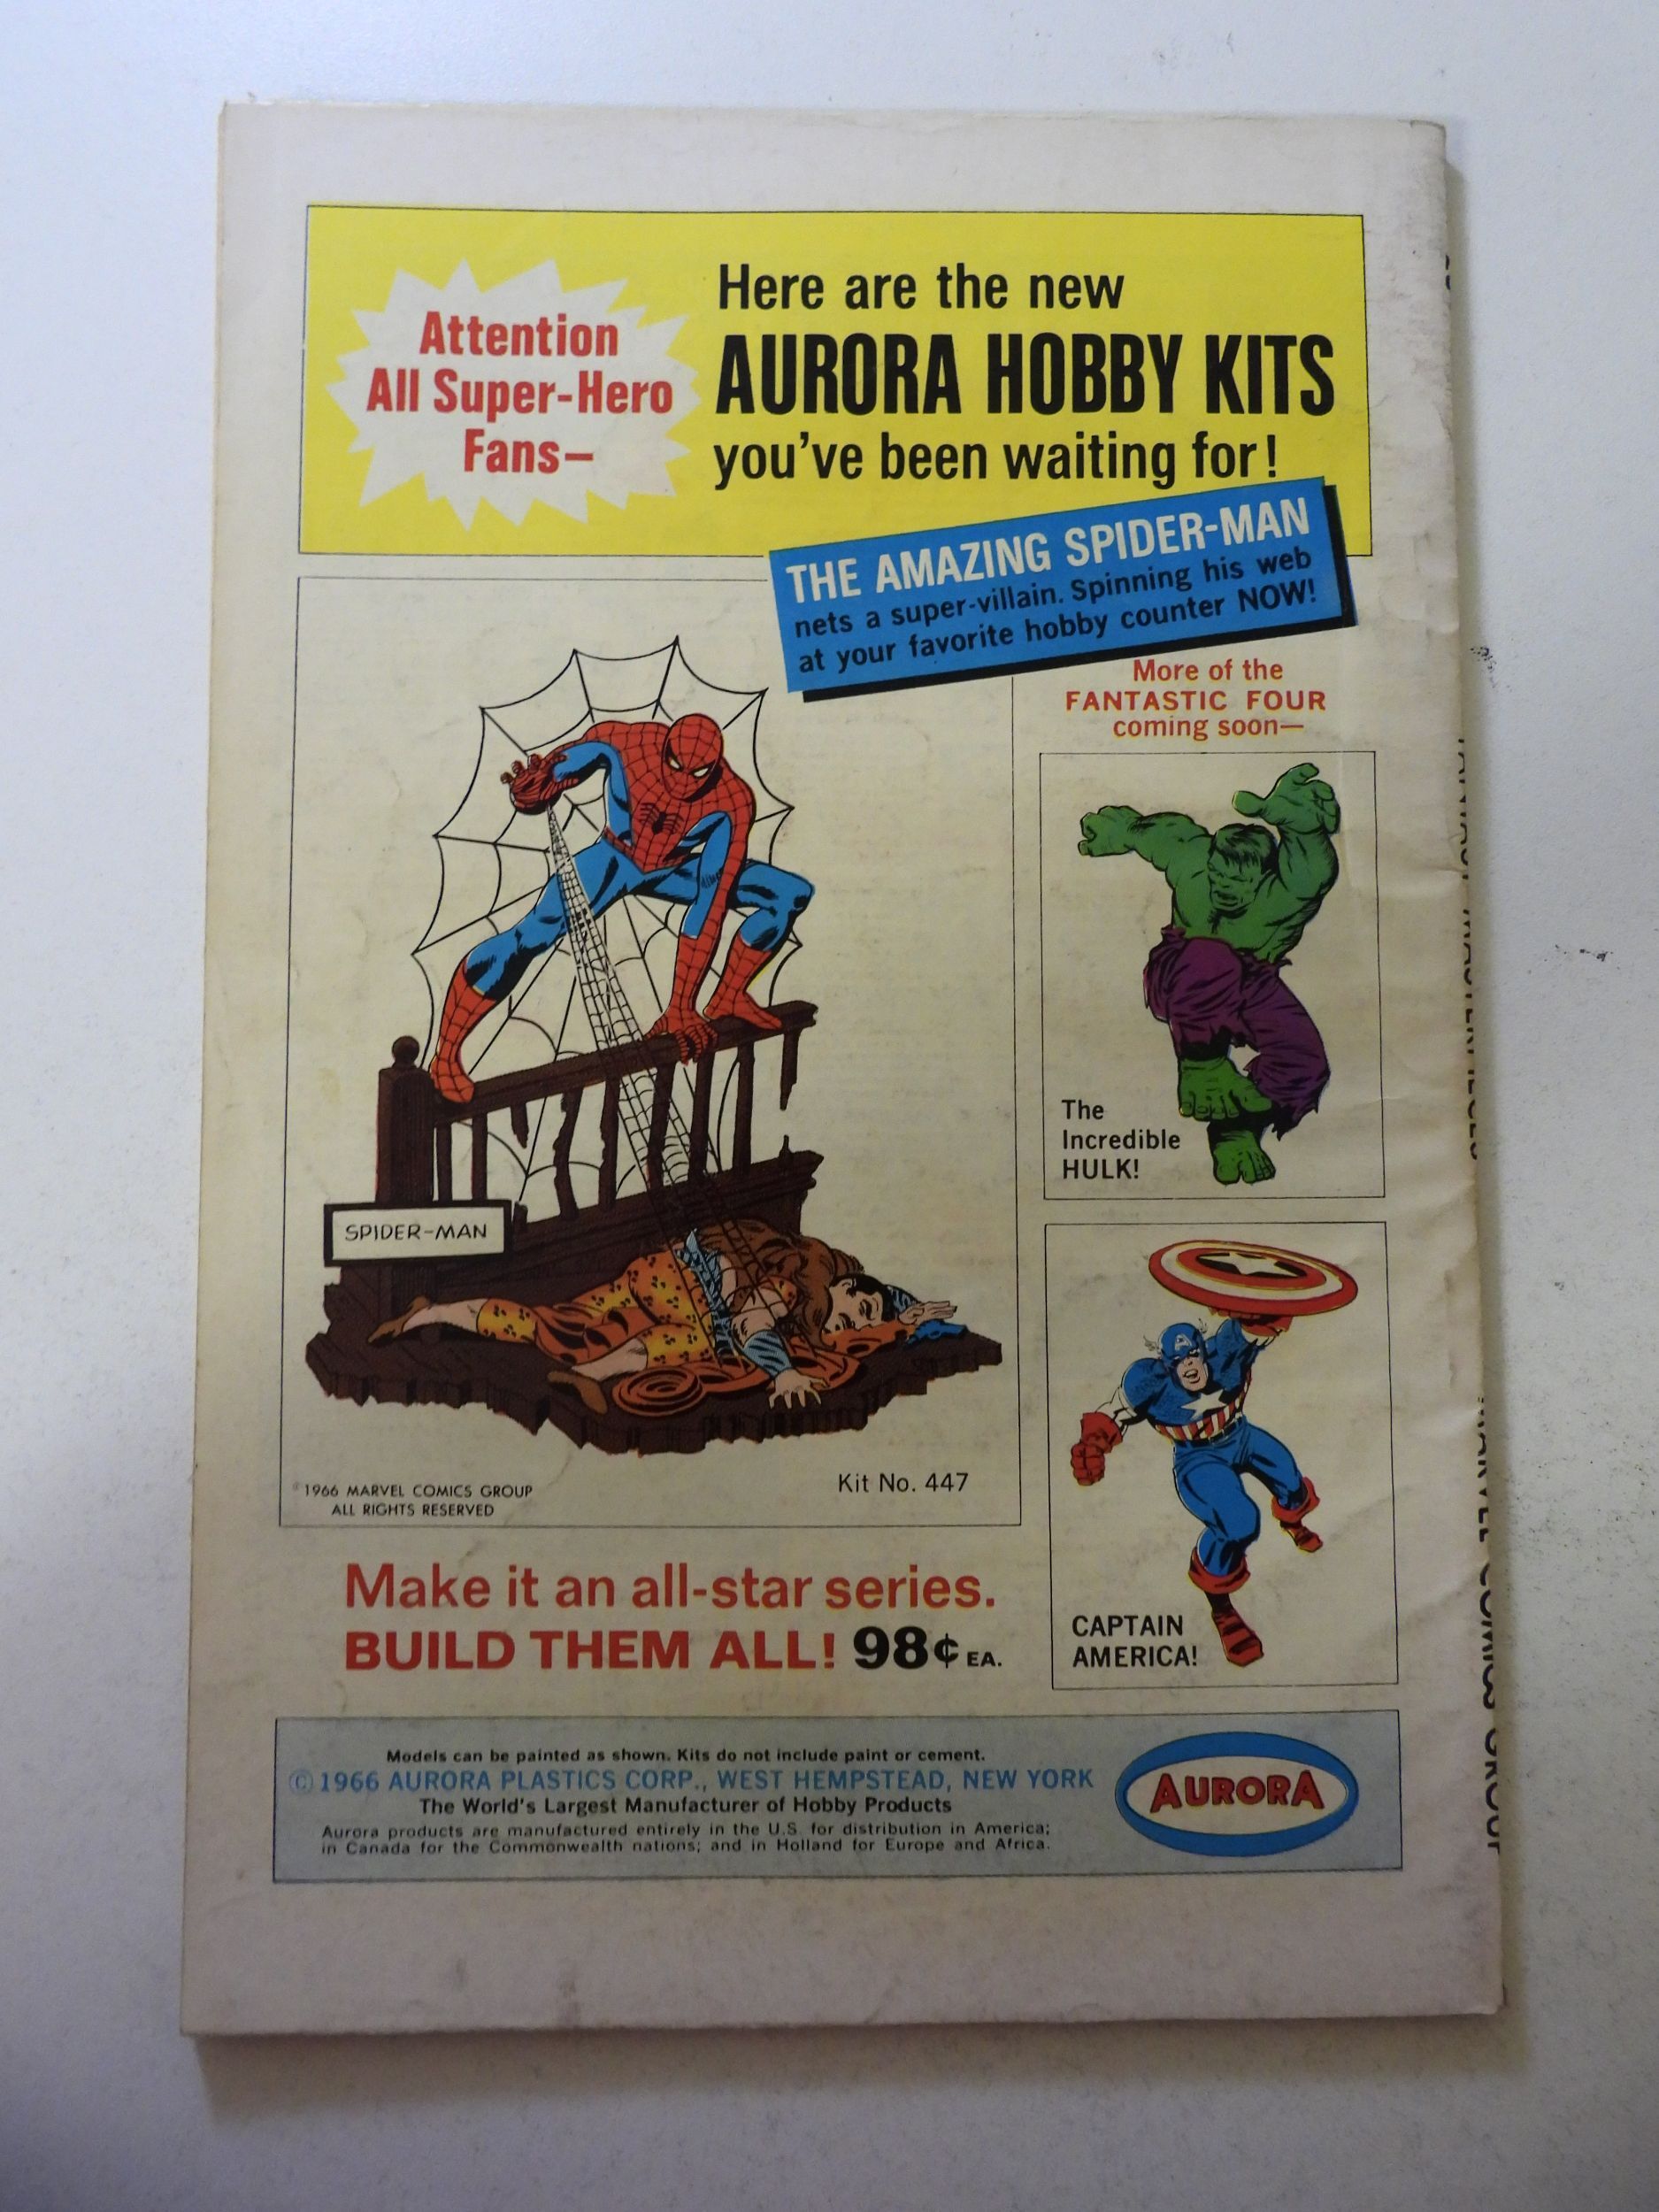 Attention
All Super-Hero
Fans—
Here are the new
AURORA HOBBY KITS
you've been waiting for!
THE AMAZING SPIDER-MAN
nets a super-villain. Spinning his web
at your favorite hobby counter NOW!
More of the
FANTASTIC FOUR
coming soon—
The
Incredible
HULK!
SPIDER-MAN
©1966 MARVEL COMICS GROUP
ALL RIGHTS RESERVED
Kit No. 447
CAPTAIN
AMERICA!
Make it an all-star series.
BUILD THEM ALL! 98¢ EA.
Models can be painted as shown. Kits do not include paint or cement.
© 1966 AURORA PLASTICS CORP., WEST HEMPSTEAD, NEW YORK
The World's Largest Manufacturer of Hobby Products
Aurora products are manufactured entirely in the U.S. for distribution in America;
in Canada for the Commonwealth nations; and in Holland for Europe and Africa.
AURORA
MARVEL COMICS GROUP